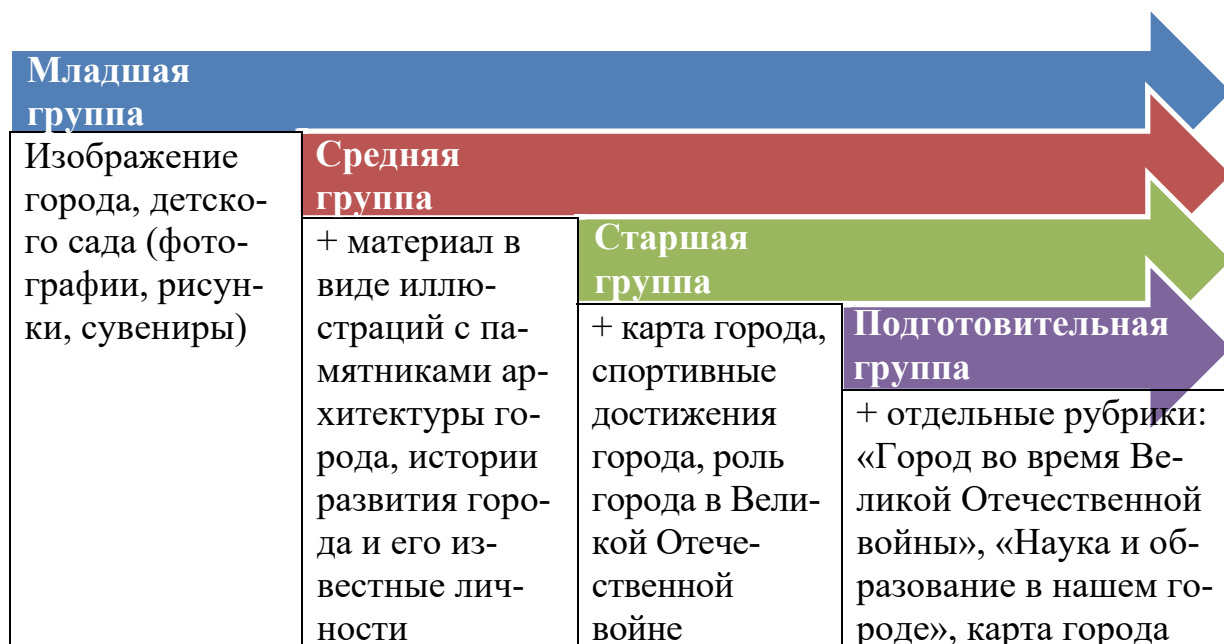 Младшая
группа
Изображение
города, детско-
го сада (фото-
графии, рисун-
ки, сувениры)
Средняя
группа
+ материал в
виде иллю-
страций с па-
мятниками ар-
хитектуры го-
рода, истории
развития горо-
да и его из-
вестные лич-
ности
Старшая
группа
+ карта города,
спортивные
достижения
города, роль
города в Вели-
кой Отече-
ственной
войне
Подготовительная
группа
+ отдельные рубрики:
«Город во время Ве-
ликой Отечественной
войны», «Наука и об-
разование в нашем го-
роде», карта города